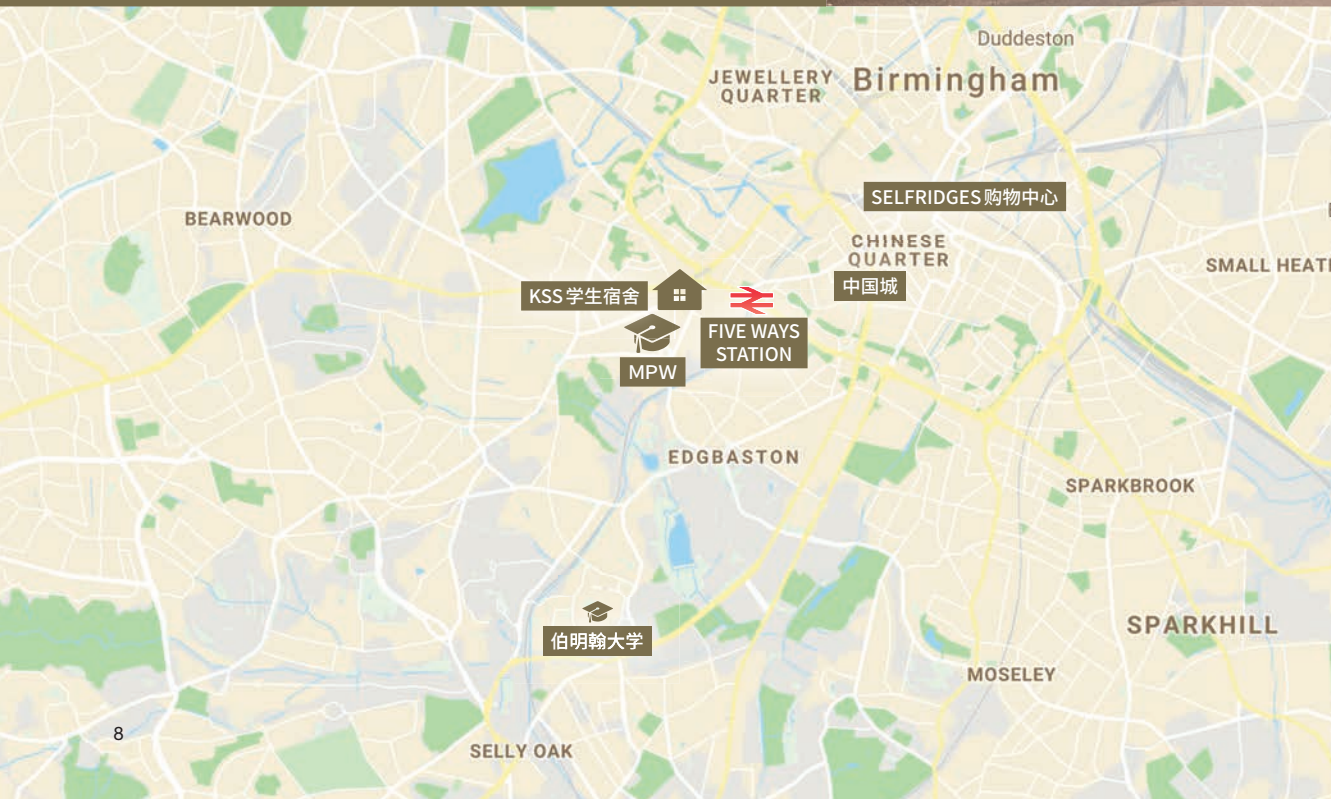 Duddeston
JEWELLERY
QUARTER
Birmingham
SELFRIDGES购物中心
BEARWOOD
CHINESE
QUARTER
中国城
SMALL HEATH
KSS学生宿舍
FIVE WAYS
STATION
MPW
EDGBASTON
SPARKBROOK
伯明翰大学
SPARKHILL
MOSELEY
8
SELLY OAK